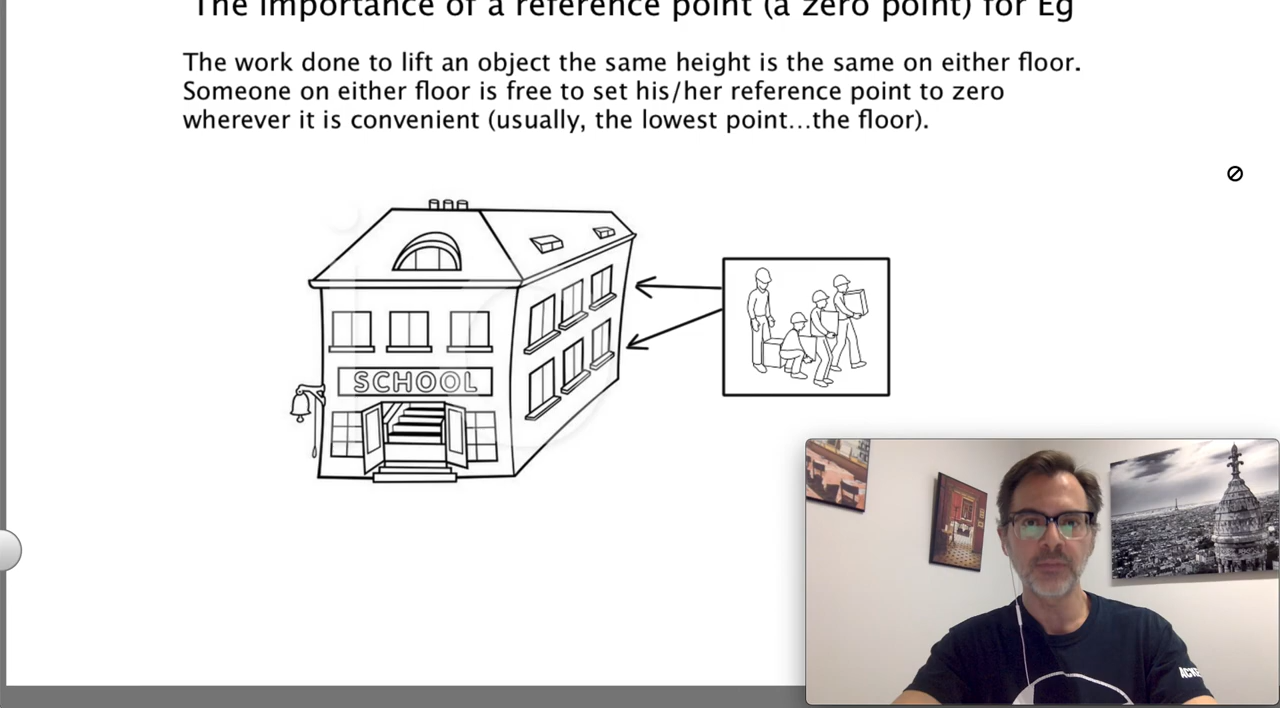 The importance of a reference point (a zero point) for Eg
The work done to lift an object the same height is the same on either floor.
Someone on either floor is free to set his/her reference point to zero
wherever it is convenient (usually, the lowest point...the floor).
SCHOOL